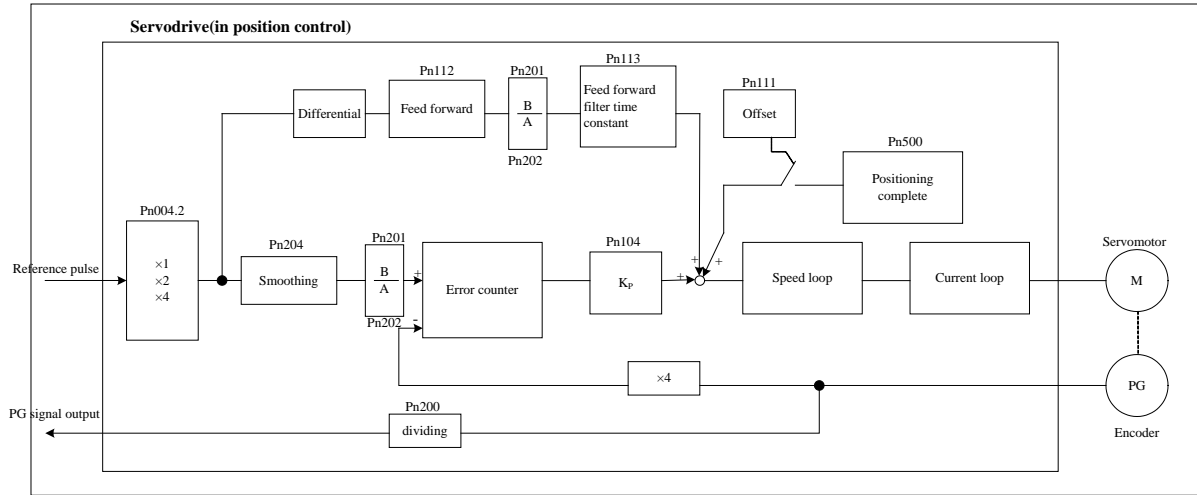 Servodrive(in position control)
Pn112
Pn201
Pn113
Pn111
Differential
Feed forward
B
A
Feed forward
filter time
constant
Offset
Pn202
Pn500
Positioning
complete
Pn004.2
Pn204
Pn201
Pn104
Servomotor
Reference pulse
×1
×2
×4
Smoothing
B
A
+
Error counter
KP
+
+
+
Speed loop
Current loop
M
Pn202
-
×4
PG
PG signal output
Pn200
dividing
Encoder